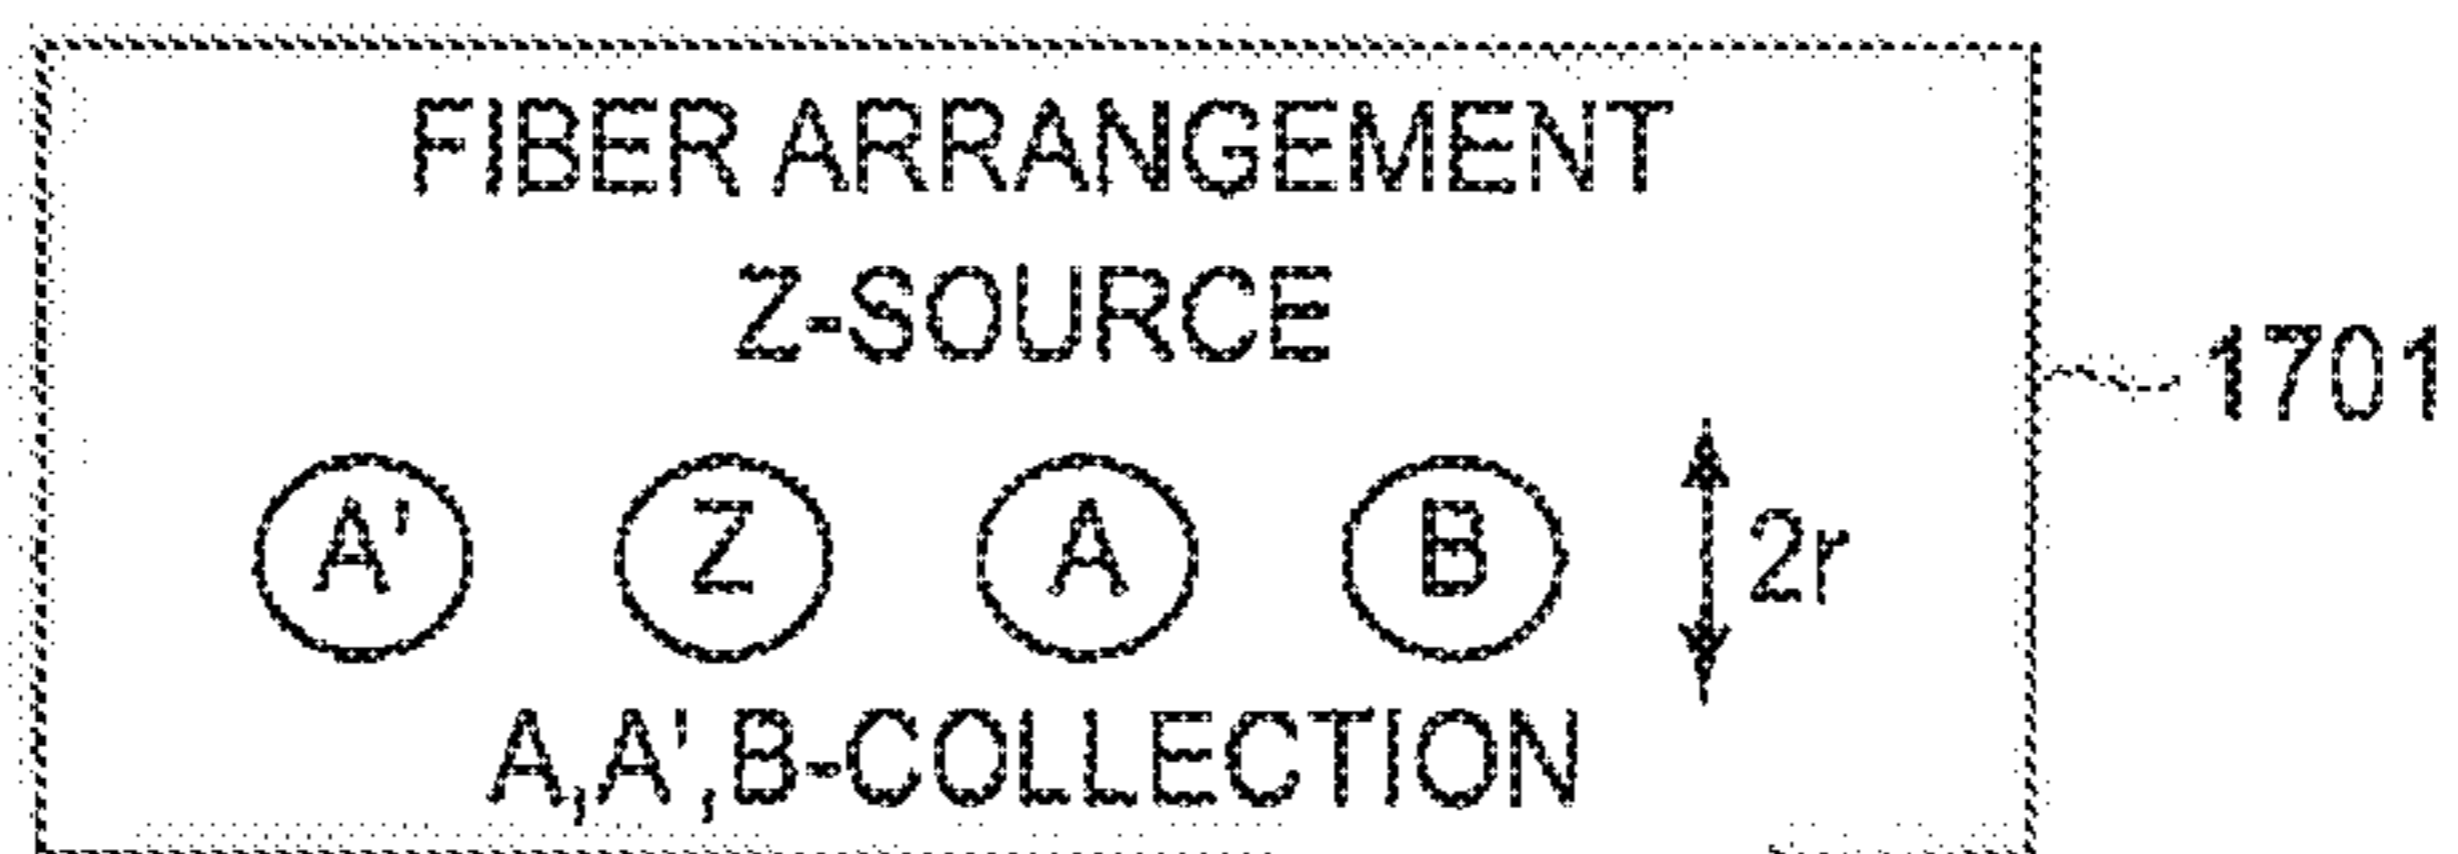 FIBER ARRANGEMENT
Z-SOURCE
1701
A' Z A B 2r
A,A',B-COLLECTION